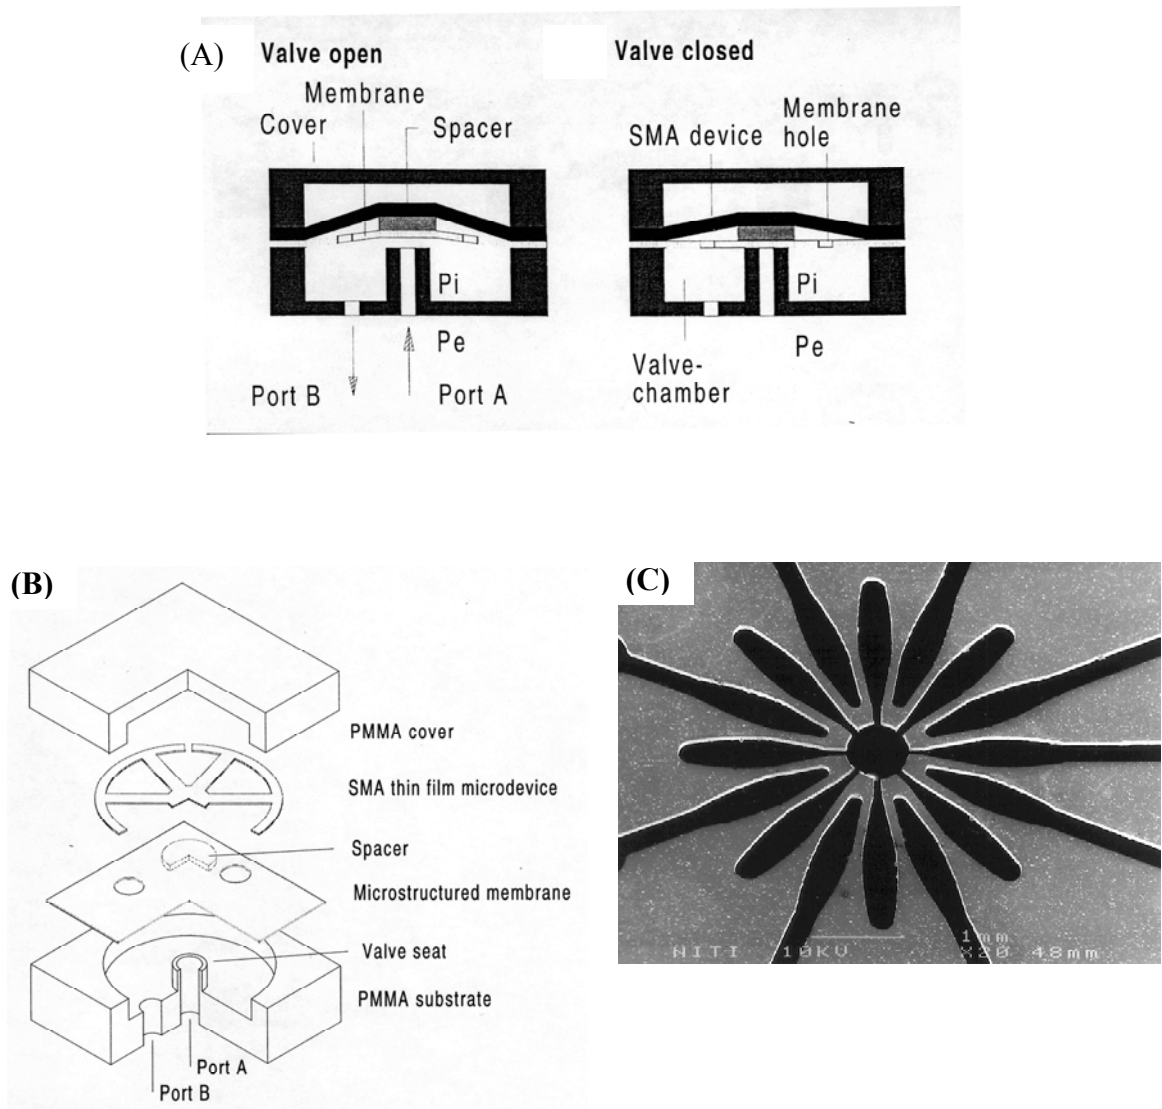 (A)
Valve open
Valve closed
Membrane
Cover
Spacer
SMA device
Membrane
hole
Pi
Pe
Port B
Port A
Pi
Pe
Valve-
chamber
(B)
PMMA cover
SMA thin film microdevice
Spacer
Microstructured membrane
Valve seat
PMMA substrate
Port A
Port B
(C)
1mm
NITI 10KV X20 48mm